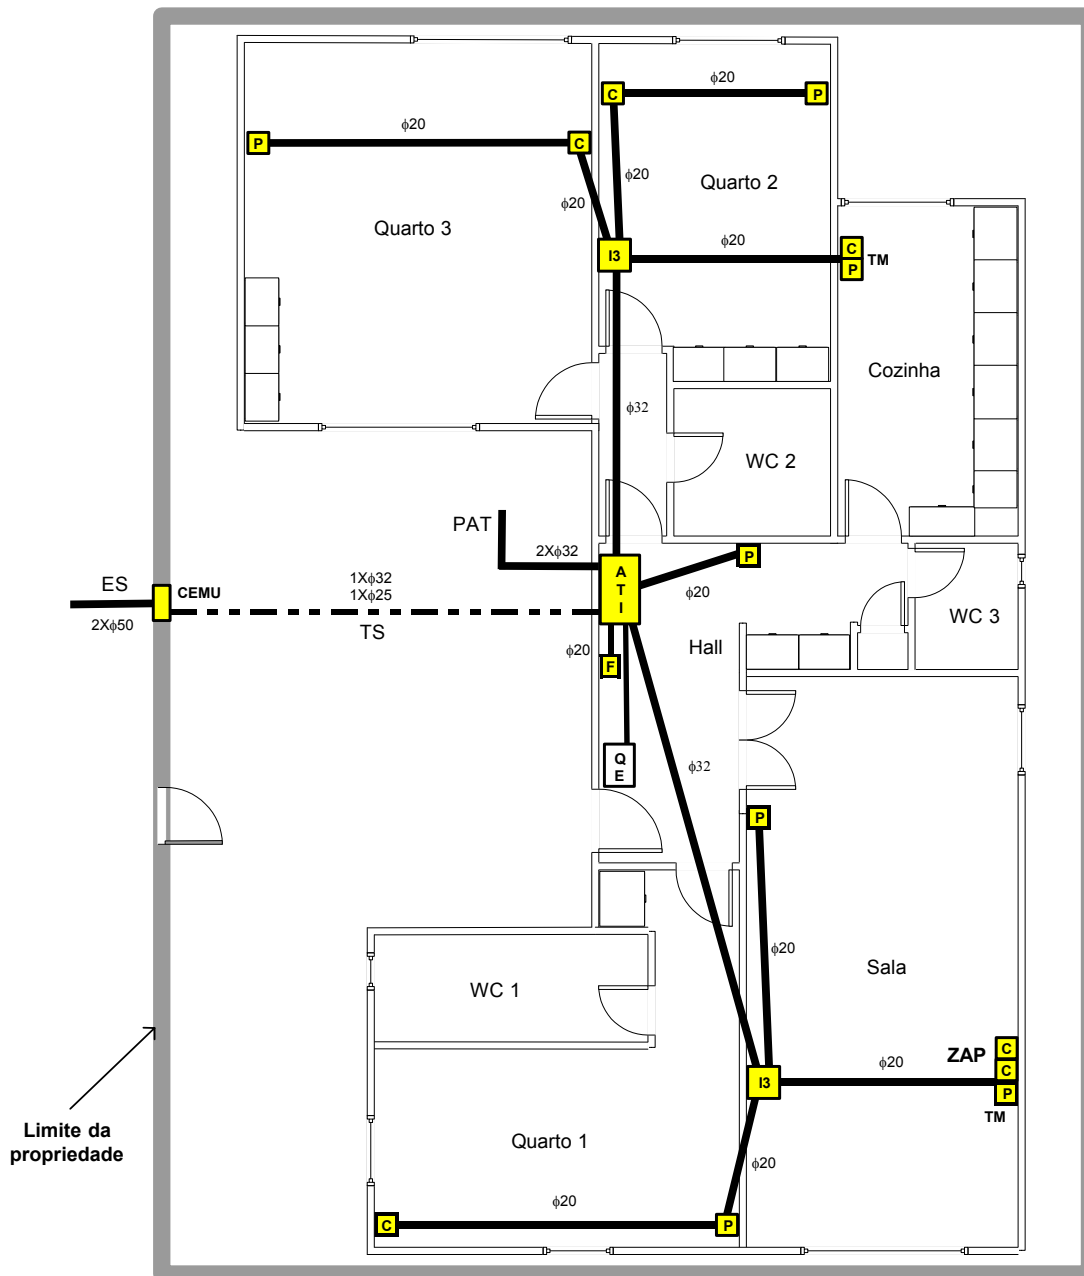 ϕ20
C
P
ϕ20
P
C
ϕ20
Quarto 2
ϕ20
Quarto 3
ϕ20
I3
C
P
TM
Cozinha
ϕ32
WC 2
PAT
2Xϕ32
P
A
T
I
ES
CEMU
1Xϕ32
1Xϕ25
ϕ20
2Xϕ50
TS
WC 3
Hall
ϕ20
F
Q
E
ϕ32
P
ϕ20
Sala
WC 1
ZAP
C
C
P
TM
ϕ20
I3
Limite da
propriedade
Quarto 1
ϕ20
ϕ20
C
P